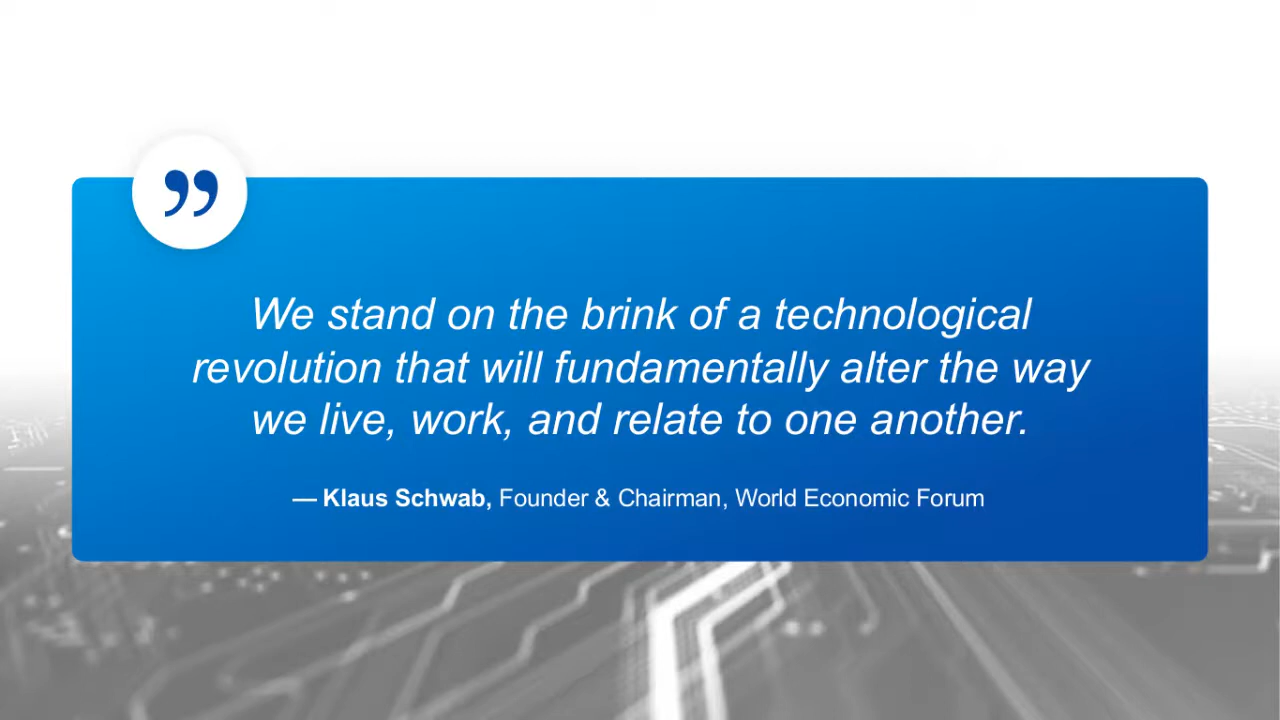 ”
We stand on the brink of a technological
revolution that will fundamentally alter the way
we live, work, and relate to one another.
— Klaus Schwab, Founder & Chairman, World Economic Forum